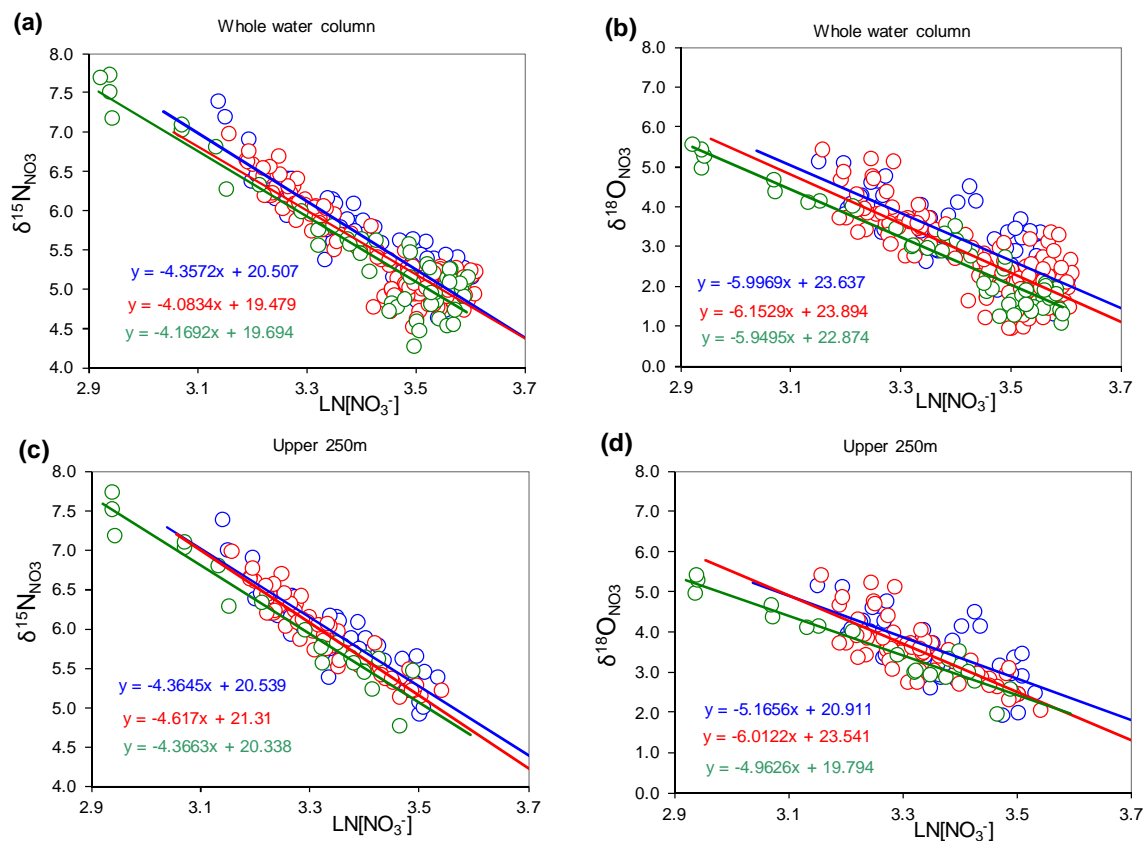 (a)
Whole water column
δ15N NO3
8.0
7.5
7.0
6.5
6.0
5.5
5.0
4.5
4.0
y = -4.3572x + 20.507
y = -4.0834x + 19.479
y = -4.1692x + 19.694
2.9 3.1 3.3 3.5 3.7
LN[NO3-]
(b)
Whole water column
δ18O NO3
8.0
7.0
6.0
5.0
4.0
3.0
2.0
1.0
0.0
y = -5.9969x + 23.637
y = -6.1529x + 23.894
y = -5.9495x + 22.874
2.9 3.1 3.3 3.5 3.7
LN[NO3-]
(c)
Upper 250m
δ15N NO3
8.0
7.5
7.0
6.5
6.0
5.5
5.0
4.5
4.0
y = -4.3645x + 20.539
y = -4.617x + 21.31
y = -4.3663x + 20.338
2.9 3.1 3.3 3.5 3.7
LN[NO3-]
(d)
Upper 250m
δ18O NO3
8.0
7.0
6.0
5.0
4.0
3.0
2.0
1.0
0.0
y = -5.1656x + 20.911
y = -6.0122x + 23.541
y = -4.9626x + 19.794
2.9 3.1 3.3 3.5 3.7
LN[NO3-]